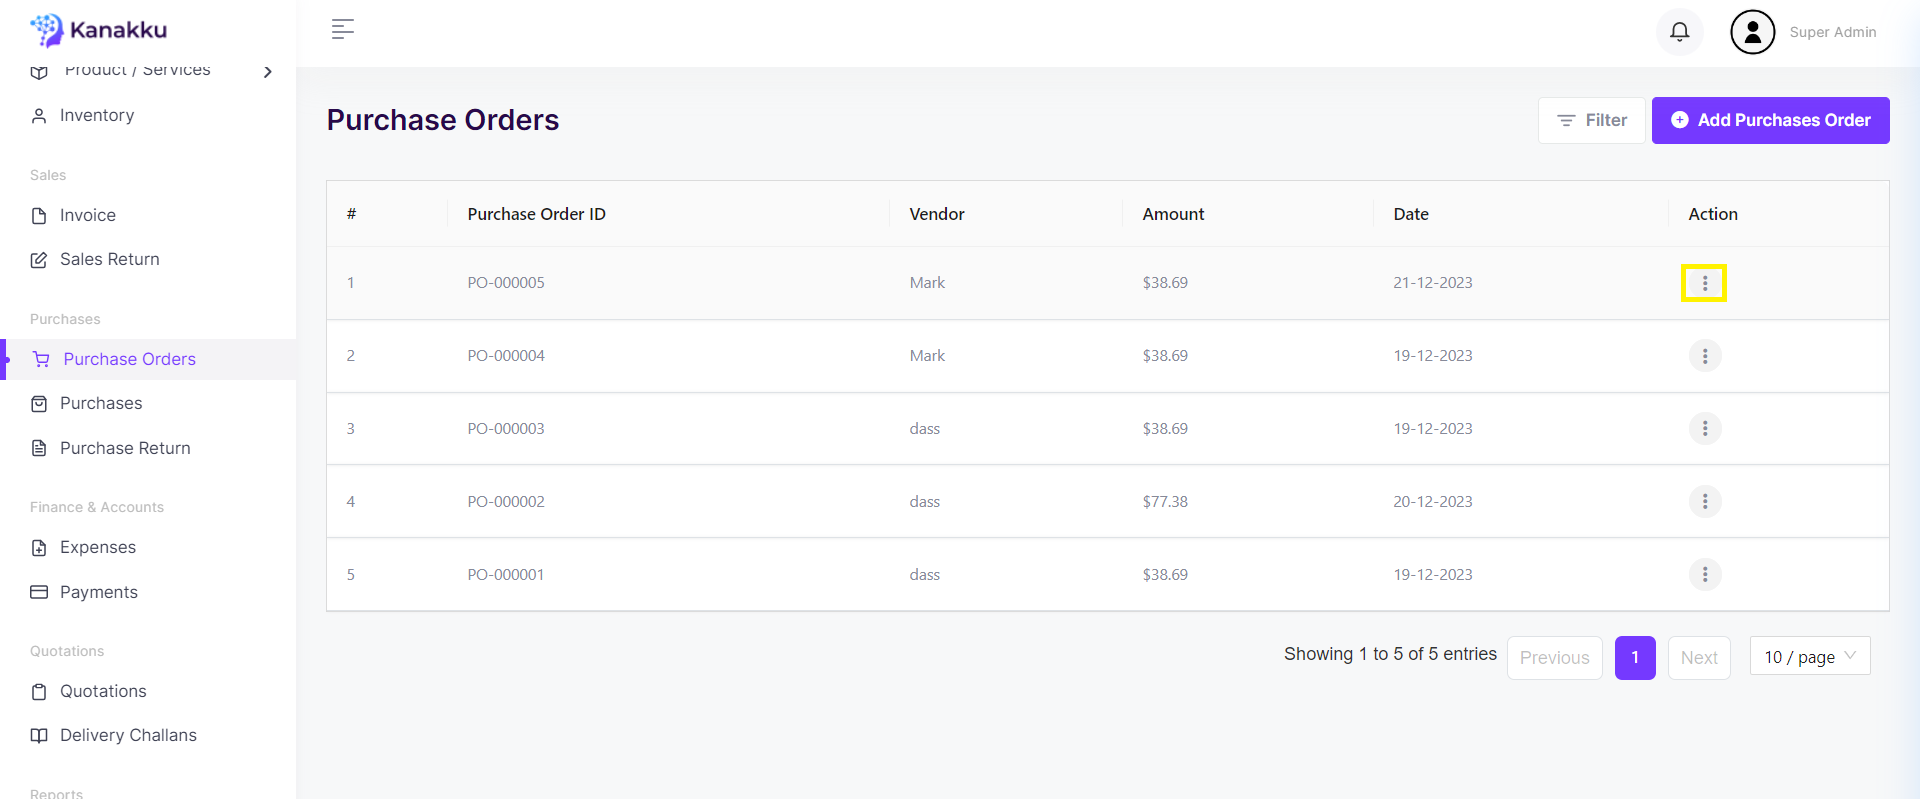 Kanakku
Super Admin
Product / Services
Inventory
Sales
Invoice
Sales Return
Purchases
Purchase Orders
Purchases
Purchase Return
Finance & Accounts
Expenses
Payments
Quotations
Quotations
Delivery Challans
Reports
Purchase Orders
Filter
Add Purchases Order
# Purchase Order ID Vendor Amount Date Action
1 PO-000005 Mark $38.69 21-12-2023
2 PO-000004 Mark $38.69 19-12-2023
3 PO-000003 dass $38.69 19-12-2023
4 PO-000002 dass $77.38 20-12-2023
5 PO-000001 dass $38.69 19-12-2023
Showing 1 to 5 of 5 entries Previous 1 Next 10 / page